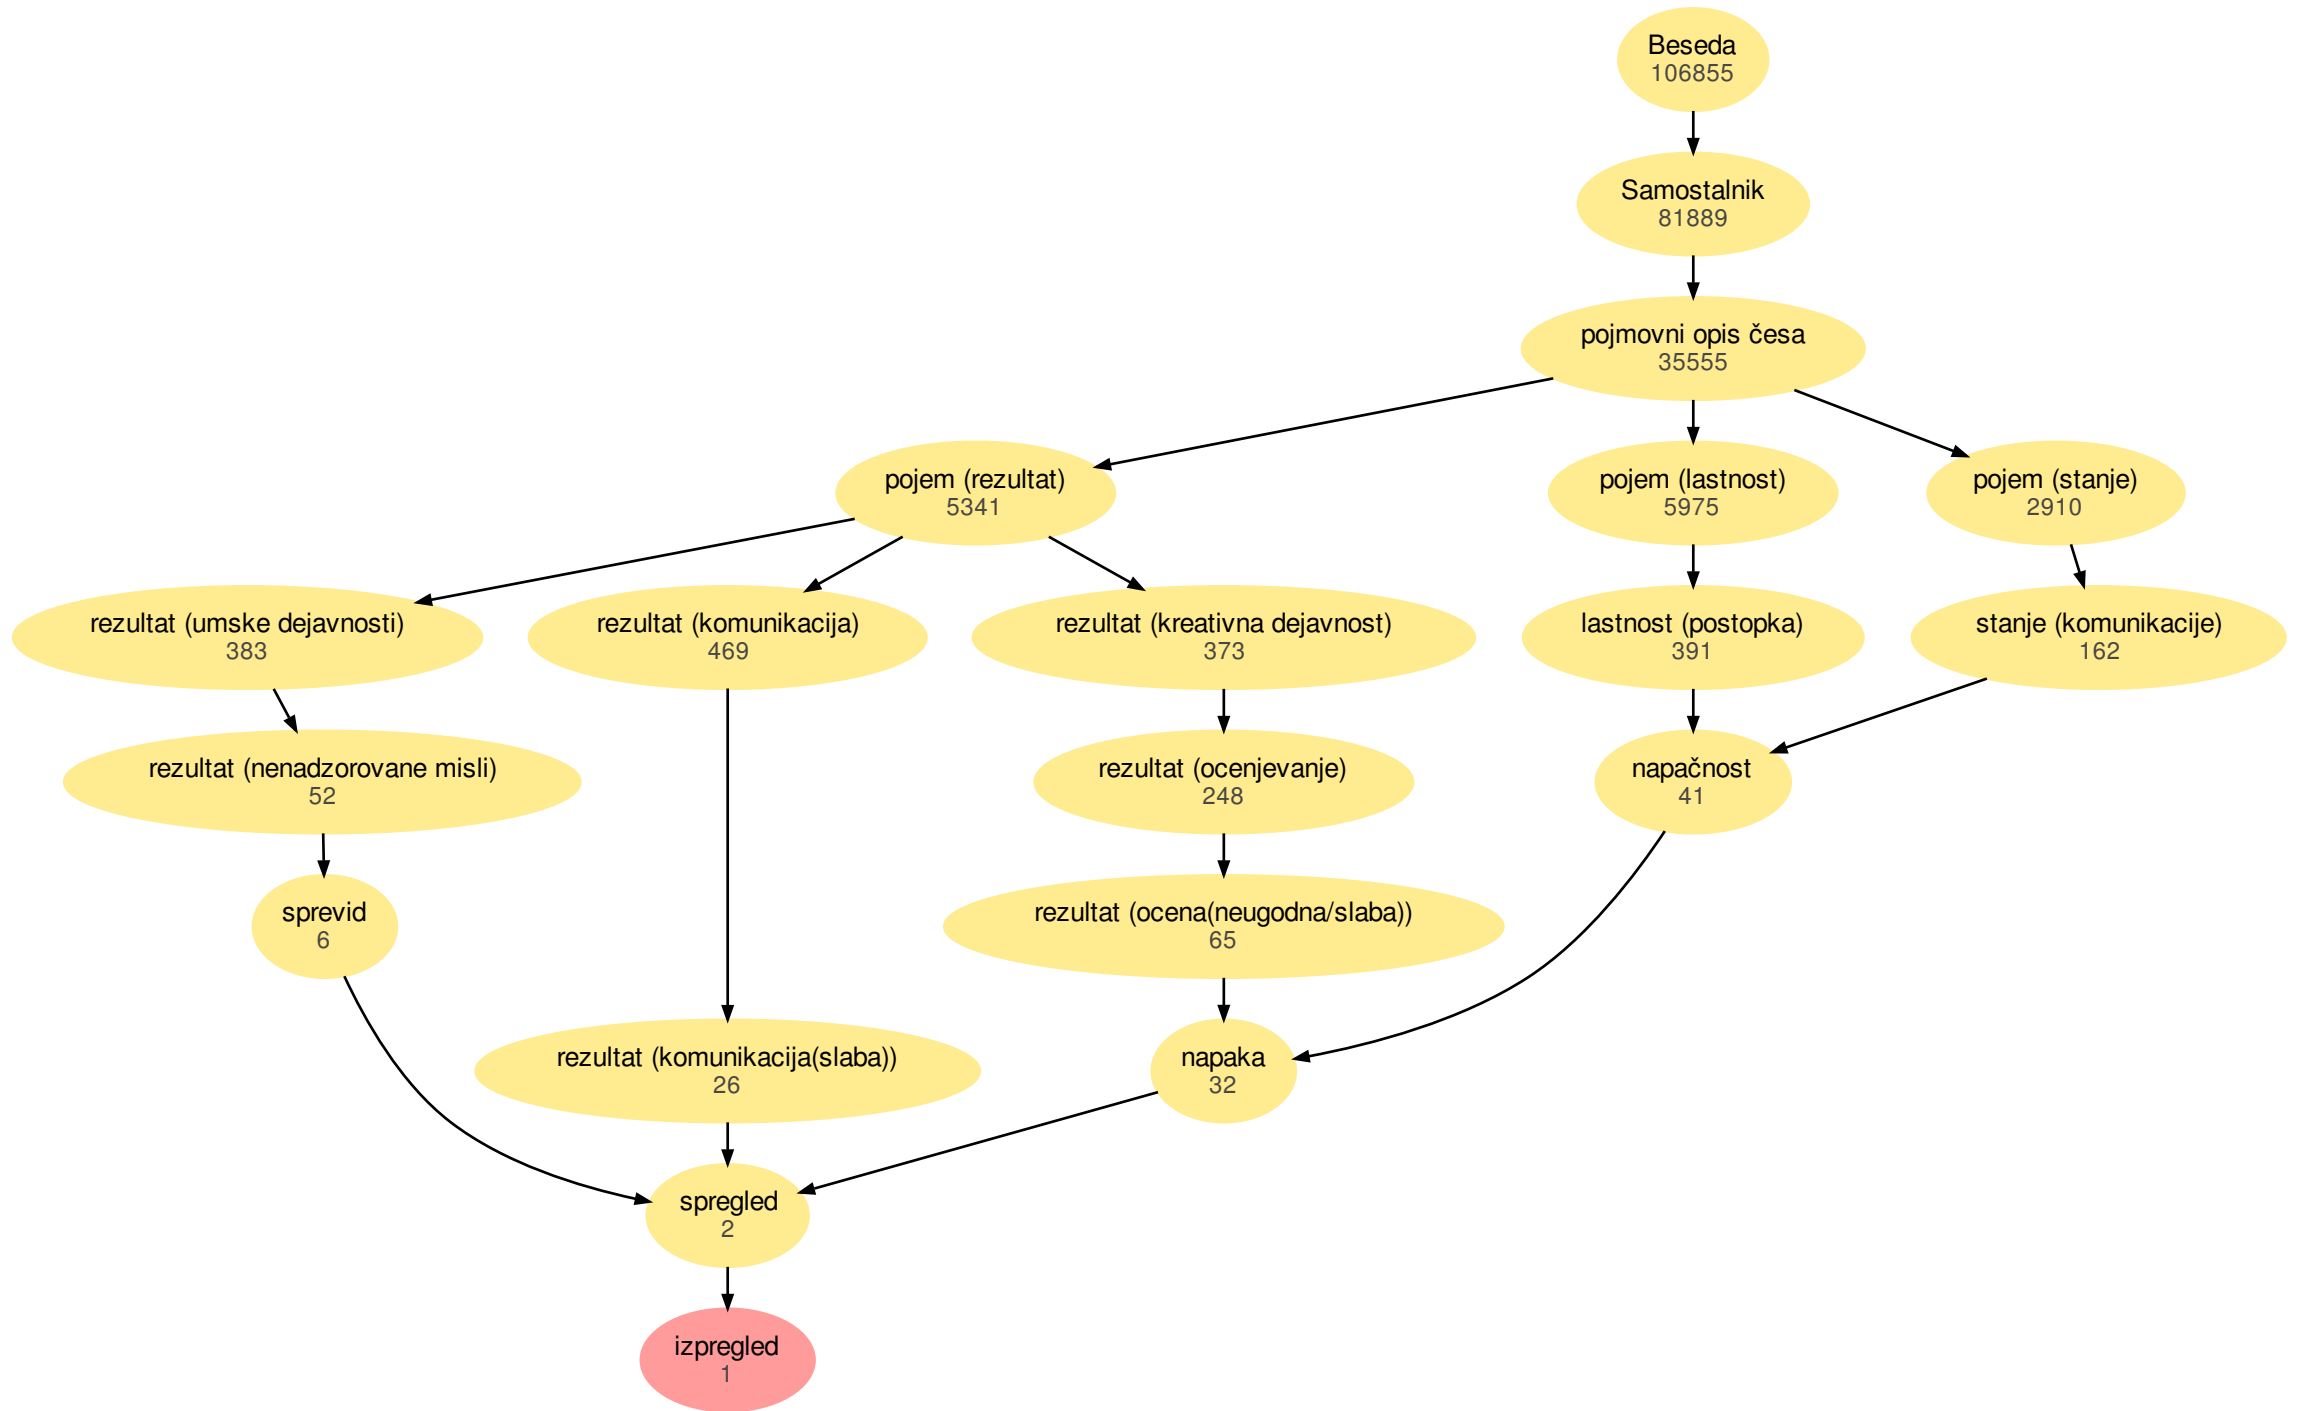 Beseda
106855
Samostalnik
81889
pojmovni opis česa
35555
pojem (rezultat)
5341
pojem (lastnost)
5975
pojem (stanje)
2910
rezultat (umske dejavnosti)
383
rezultat (komunikacija)
469
rezultat (kreativna dejavnost)
373
lastnost (postopka)
391
stanje (komunikacije)
162
rezultat (nenadzorovane misli)
52
rezultat (ocenjevanje)
248
napačnost
41
sprevid
6
rezultat (ocena(neugodna/slaba))
65
rezultat (komunikacija(slaba))
26
napaka
32
spregled
2
izpregled
1